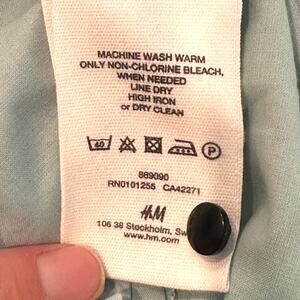 MACHINE WASH WARM
ONLY NON-CHLORINE BLEACH,
WHEN NEEDED
LINE DRY
HIGH IRON
or DRY CLEAN
40 P
889090
RN0101255 CA42271
H&M
106 38 Stockholm, Sw
www.hm.com